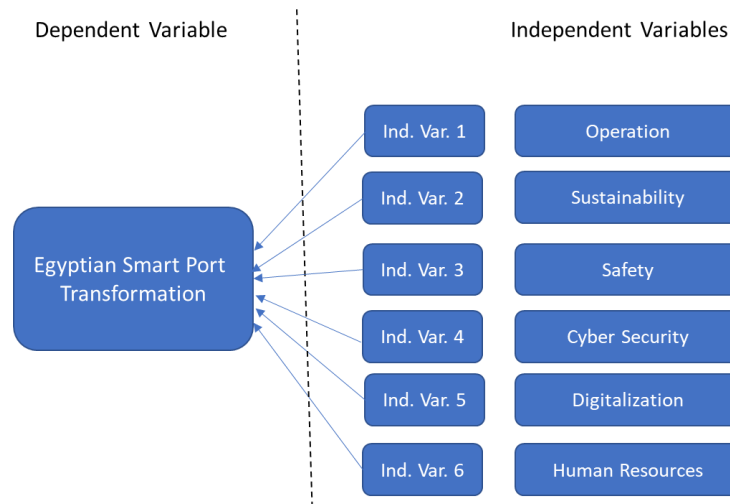 Dependent Variable
Independent Variables
Ind. Var. 1
Operation
Ind. Var. 2
Sustainability
Egyptian Smart Port
Transformation
Ind. Var. 3
Safety
Ind. Var. 4
Cyber Security
Ind. Var. 5
Digitalization
Ind. Var. 6
Human Resources